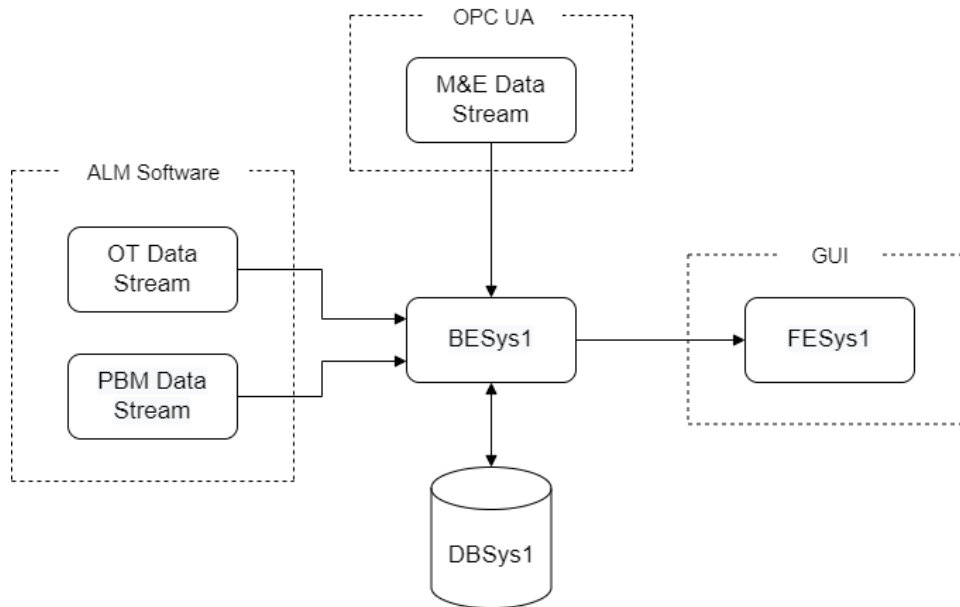 OPC UA
M&E Data
Stream
ALM Software
OT Data
Stream
PBM Data
Stream
BESys1
GUI
FESys1
DBSys1